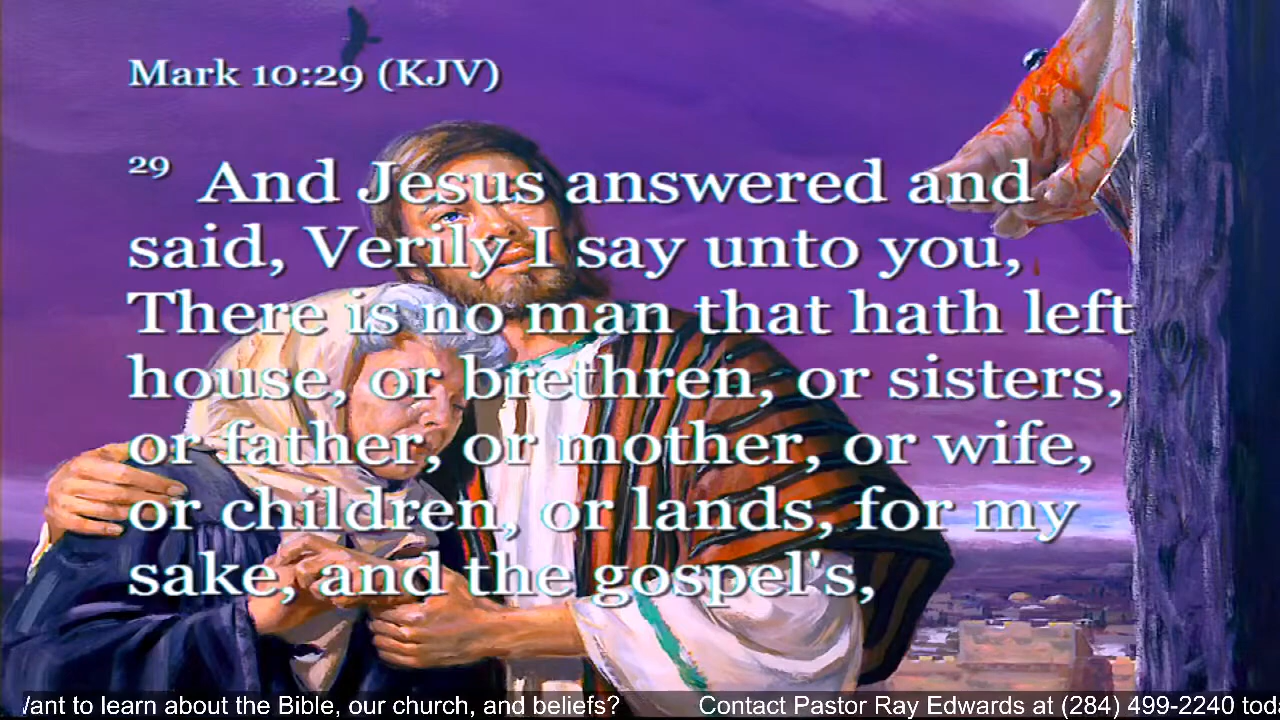 Mark 10:29 (KJV)
29 And Jesus answered and
said, Verily I say unto you,
There is no man that hath left
house, or brethren, or sisters,
or father, or mother, or wife,
or children, or lands, for my
sake, and the gospel's,
to learn about the Bible, our church, and beliefs? Contact Pastor Ray Edwards at (284) 499-2240